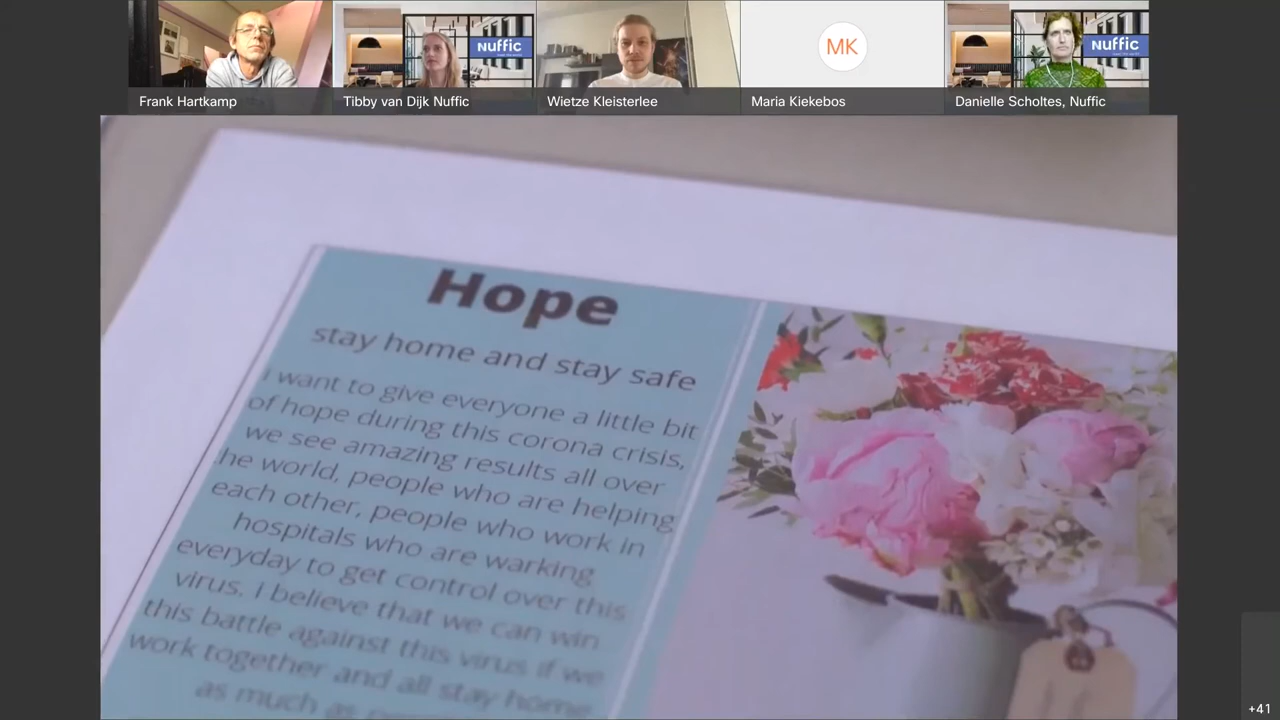 Nuffic
Nuffic
MK
Frank Hartkamp
Tibby van Dijk Nuffic
Wietze Kleisterlee
Maria Kiekebos
Danielle Scholtes, Nuffic
Hope
stay home and stay safe
I want to give everyone a little bit
of hope during this corona crisis,
we see amazing results all over
the world, people who are helping
each other, people who work in
hospitals who are warking
everyday to get control over this
virus. I believe that we can win
this battle against this virus if we
work together and all stay home
as much as
+41